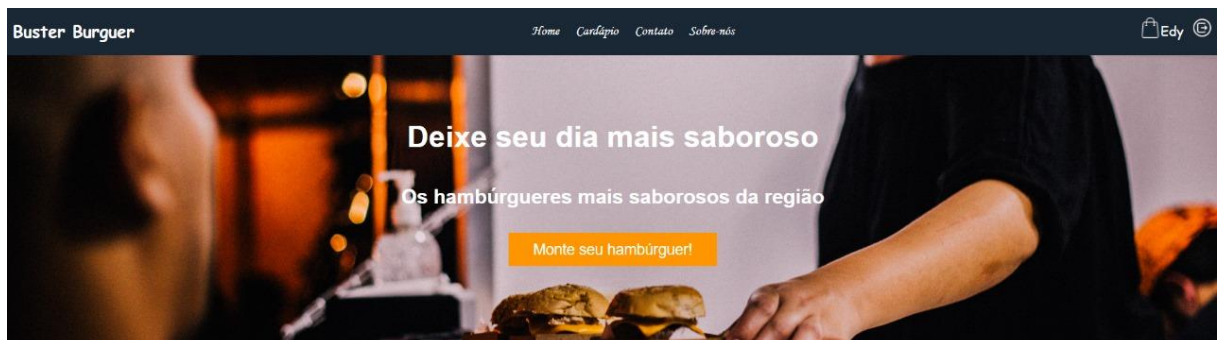 Buster Burguer
Home Cardápio Contato Sobre-nós
Edy
Deixe seu dia mais saboroso
Os hambúrgueres mais saborosos da região
Monte seu hambúrguer!